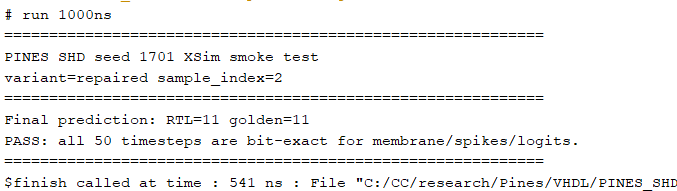 # run 1000ns
============================================================
PINES SHD seed 1701 XSim smoke test
variant=repaired sample_index=2
============================================================
Final prediction: RTL=11 golden=11
PASS: all 50 timesteps are bit-exact for membrane/spikes/logits.
============================================================
$finish called at time : 541 ns : File "C:/CC/research/Pines/VHDL/PINES_SHD